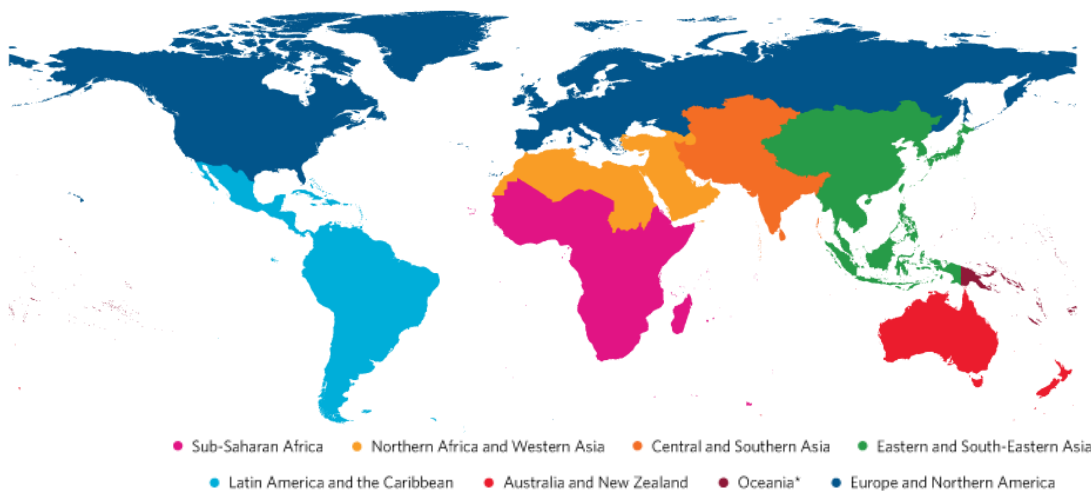 Sub-Saharan Africa Northern Africa and Western Asia Central and Southern Asia Eastern and South-Eastern Asia
Latin America and the Caribbean Australia and New Zealand Oceania* Europe and Northern America